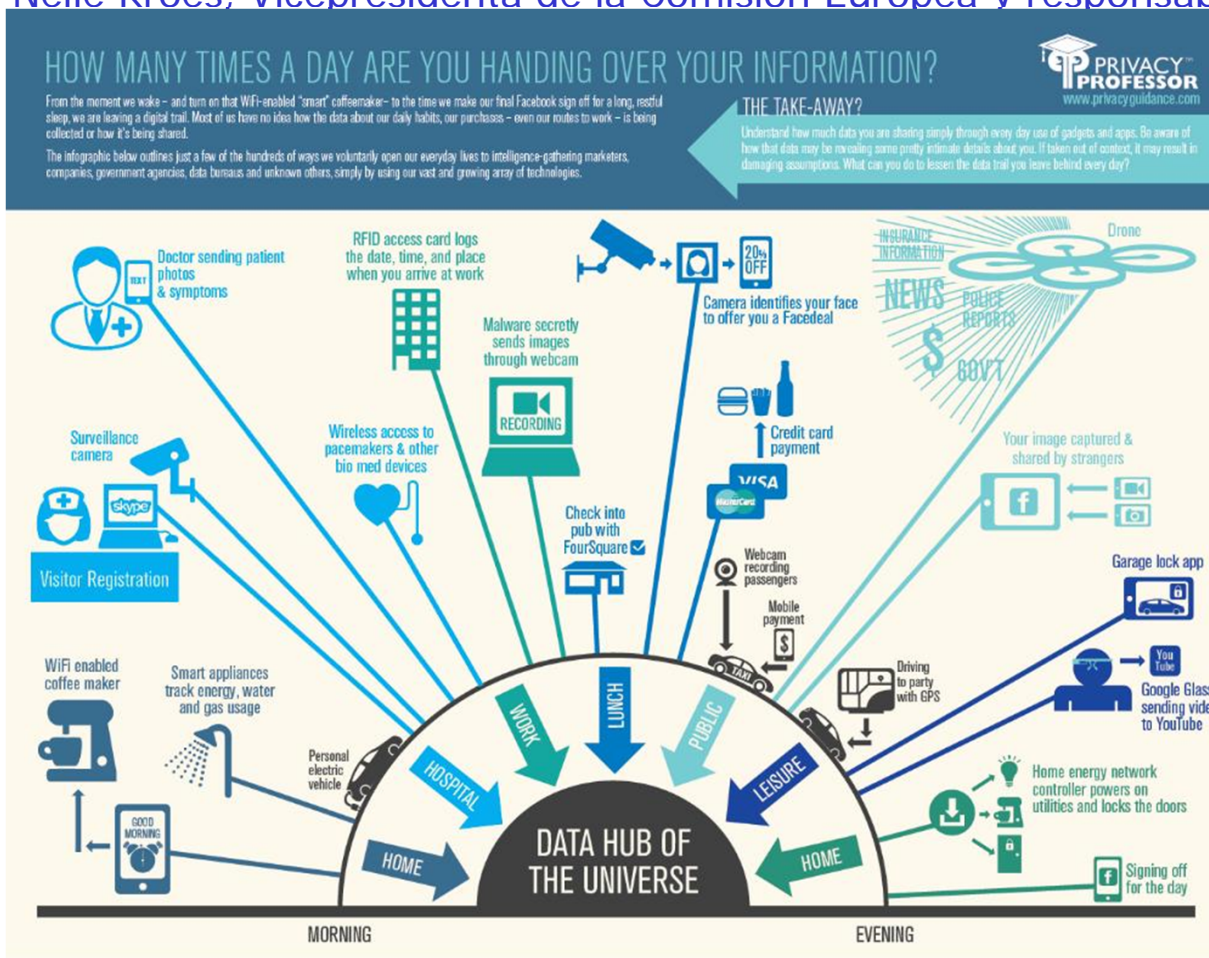 Nelie Kroes, Vicepresidenta de la Comisión Europea y responsab
HOW MANY TIMES A DAY ARE YOU HANDING OVER YOUR INFORMATION?
From the moment we wake – and turn on that WiFi-enabled "smart" coffeemaker– to the time we make our final Facebook sign off for a long, restful
sleep, we are leaving a digital trail. Most of us have no idea how the data about our daily habits, our purchases – even our routes to work – is being
collected or how it's being shared.
The infographic below outlines just a few of the hundreds of ways we voluntarily open our everyday lives to intelligence-gathering marketers,
companies, government agencies, data bureaus and unknown others, simply by using our vast and growing array of technologies.
PRIVACY
PROFESSOR
www.privacyguidance.com
THE TAKE-AWAY?
Understand how much data you are sharing simply through every day use of gadgets and apps. Be aware of
how that data may be revealing some pretty intimate details about you. If taken out of context, it may result in
damaging assumptions. What can you do to lessen the data trail you leave behind every day?
Doctor sending patient
photos
& symptoms
TEXT
RFID access card logs
the date, time, and place
when you arrive at work
Malware secretly
sends images
through webcam
RECORDING
20%
OFF
Camera identifies your face
to offer you a Facedeal
INSURANCE
INFORMATION
NEWS
POLICE
REPORTS
$
GOV'T
Drone
Surveillance
camera
skype
Visitor Registration
Wireless access to
pacemakers & other
bio med devices
Check into
pub with
FourSquare
Credit card
payment
VISA
MasterCard
Your image captured &
shared by strangers
f
Webcam
recording
passengers
Mobile
payment
$
TAXI
Garage lock app
You
Tube
Google Glass
sending vide
to YouTube
Driving
to party
with GPS
WiFi enabled
coffee maker
Smart appliances
track energy, water
and gas usage
Personal
electric
vehicle
GOOD
MORNING
Home energy network
controller powers on
utilities and locks the doors
f
Signing off
for the day
HOME
HOSPITAL
WORK
LUNCH
PUBLIC
LEISURE
HOME
DATA HUB OF
THE UNIVERSE
MORNING
EVENING